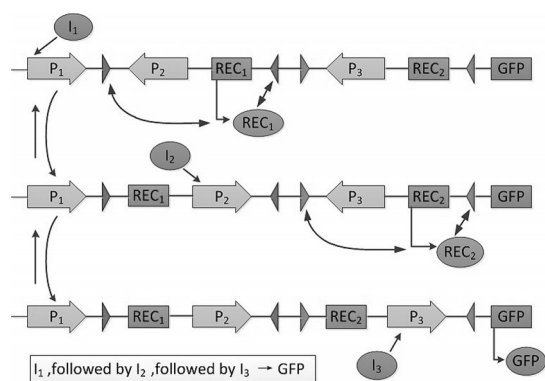 I1
P1 P2 REC1 P3 REC2 GFP
REC1
I2
P1 REC1 P2 P3 REC2 GFP
REC2
P1 REC1 P2 REC2 P3 GFP
I3 GFP
I1 ,followed by I2 ,followed by I3 → GFP